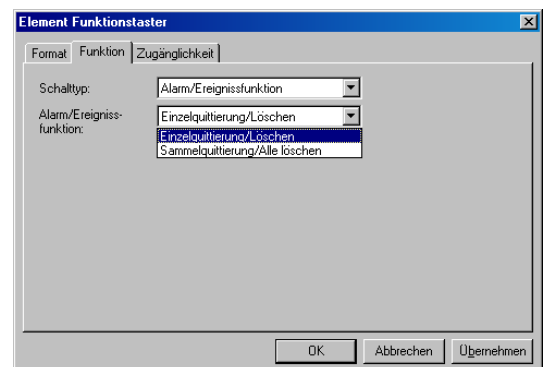 Element Funktionstaster
Format Funktion Zugänglichkeit
Schalttyp: Alarm/Ereignisfunktion
Alarm/Ereigniss-
funktion:
Einzelquittierung/Löschen
Einzelquittierung/Löschen
Sammelquittierung/Alle löschen
OK Abbrechen Übernehmen